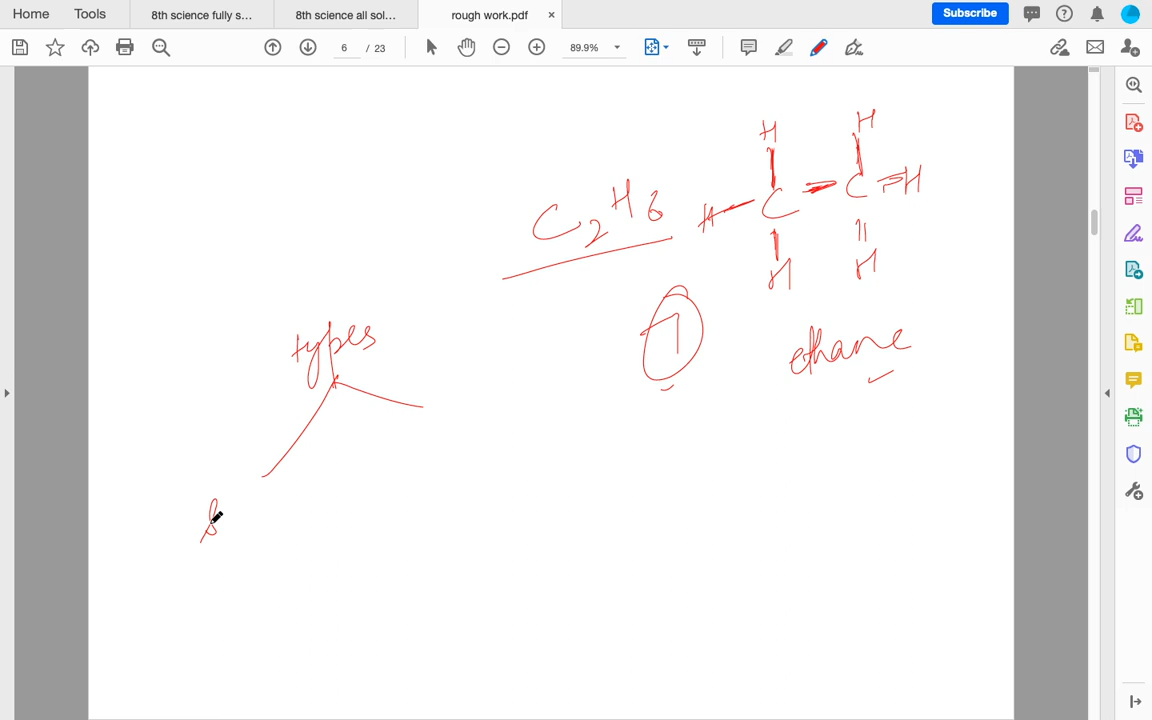 Home Tools 8th science fully s... 8th science all sol... rough work.pdf × Subscribe
6 / 23 89.9%
H H
C₂H6 H C C H
H H
7
types ethane
s